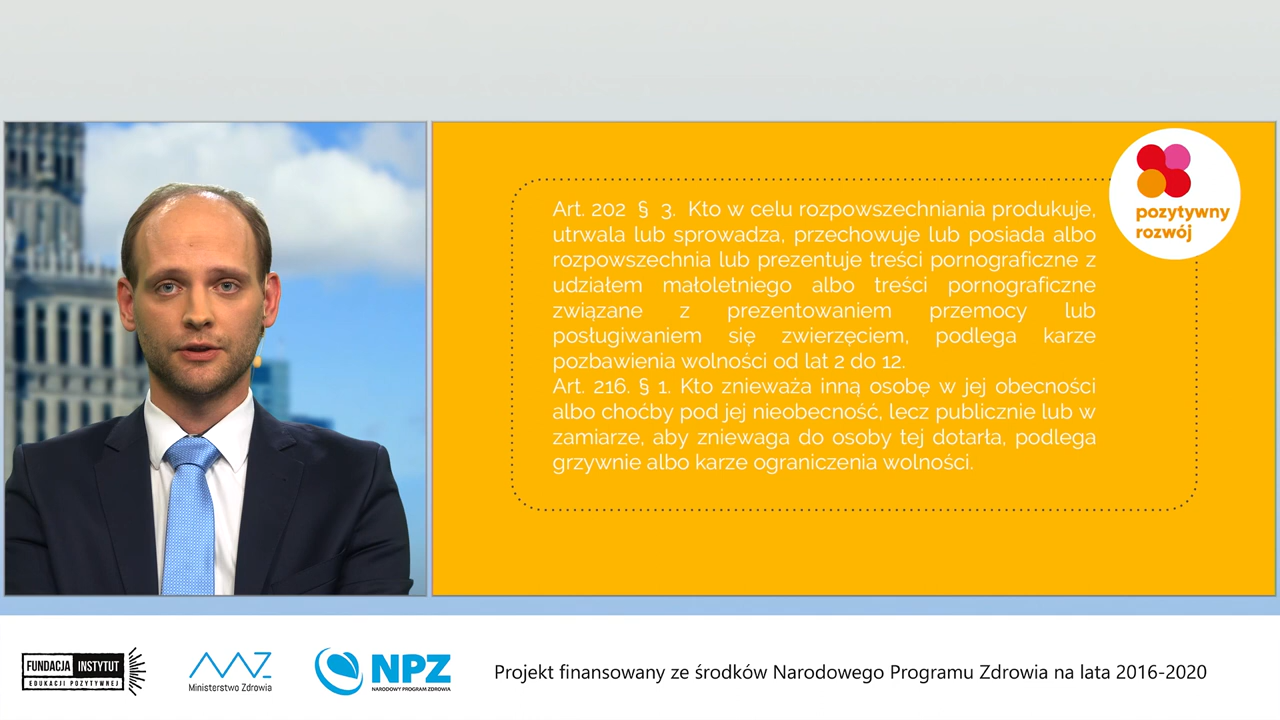 pozytywny
rozwój
Art. 202 § 3. Kto w celu rozpowszechniania produkuje,
utrwala lub sprowadza, przechowuje lub posiada albo
rozpowszechnia lub prezentuje treści pornograficzne z
udziałem małoletniego albo treści pornograficzne
związane z prezentowaniem przemocy lub
posługiwaniem się zwierzęciem, podlega karze
pozbawienia wolności od lat 2 do 12.
Art. 216. § 1. Kto znieważa inną osobę w jej obecności
albo choćby pod jej nieobecność, lecz publicznie lub w
zamiarze, aby zniewaga do osoby tej dotarła, podlega
grzywnie albo karze ograniczenia wolności.
FUNDACJA INSTYTUT
EDUKACJI POZYTYWNEJ
Ministerstwo Zdrowia
NPZ
NARODOWY PROGRAM ZDROWIA
Projekt finansowany ze środków Narodowego Programu Zdrowia na lata 2016-2020